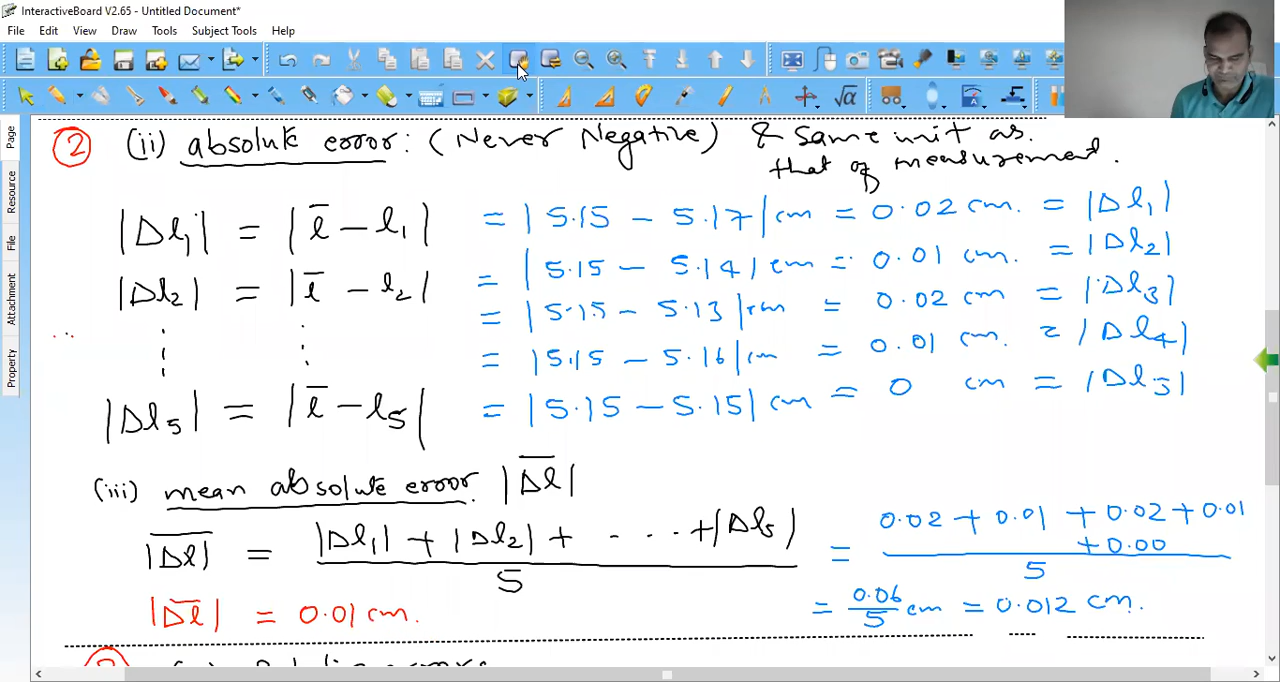 InteractiveBoard V2.65 - Untitled Document*
File Edit View Draw Tools Subject Tools Help
Page
Resource
File
Attachment
Property
② (ii) absolute error: (Never Negative) & same unit as that of measurement.
|Δl₁| = |l̅ - l₁| = |5.15 - 5.17| cm = 0.02 cm. = |Δl₁|
|Δl₂| = |l̅ - l₂| = |5.15 - 5.14| cm = 0.01 cm. = |Δl₂|
= |5.15 - 5.13| cm = 0.02 cm = |Δl₃|
= |5.15 - 5.16| cm = 0.01 cm. = |Δl₄|
|Δl₅| = |l̅ - l₅| = |5.15 - 5.15| cm = 0 cm = |Δl₅|
(iii) mean absolute error. |Δl̅|
|Δl̅| = |Δl₁| + |Δl₂| + ... + |Δl₅| / 5 = 0.02 + 0.01 + 0.02 + 0.01 + 0.00 / 5
|Δl̅| = 0.01 cm. = 0.06/5 cm = 0.012 cm.